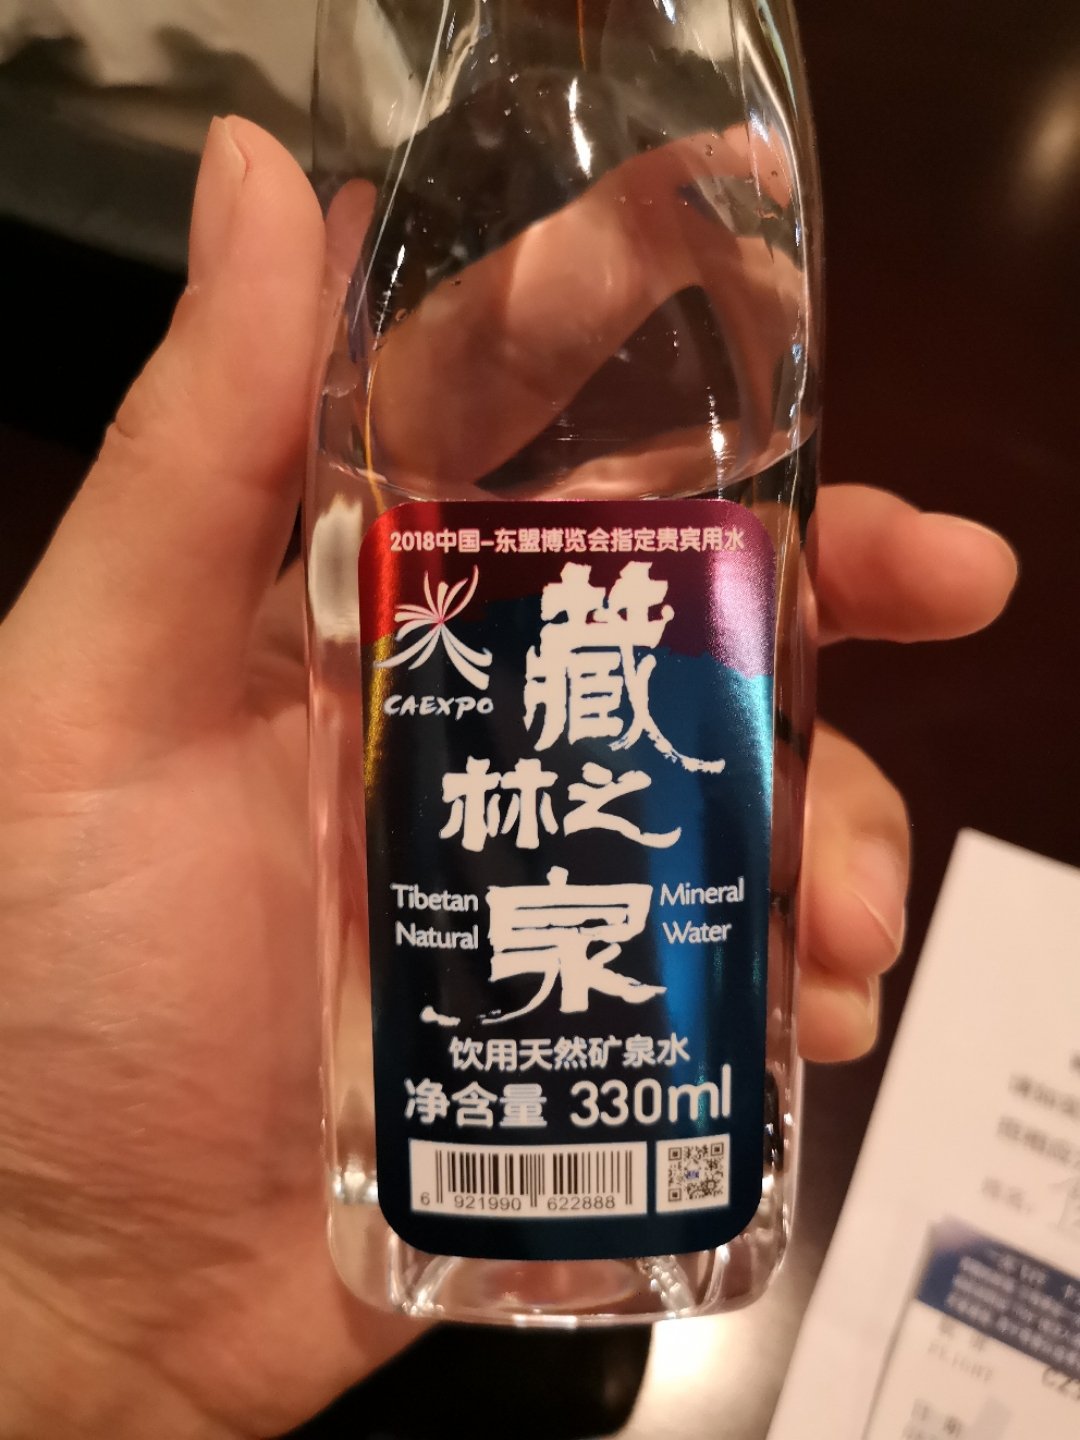 2018中国-东盟博览会指定贵宾用水
CAEXPO
藏
林之
泉
Tibetan
Natural
Mineral
Water
饮用天然矿泉水
净含量 330ml
6 921990 622888